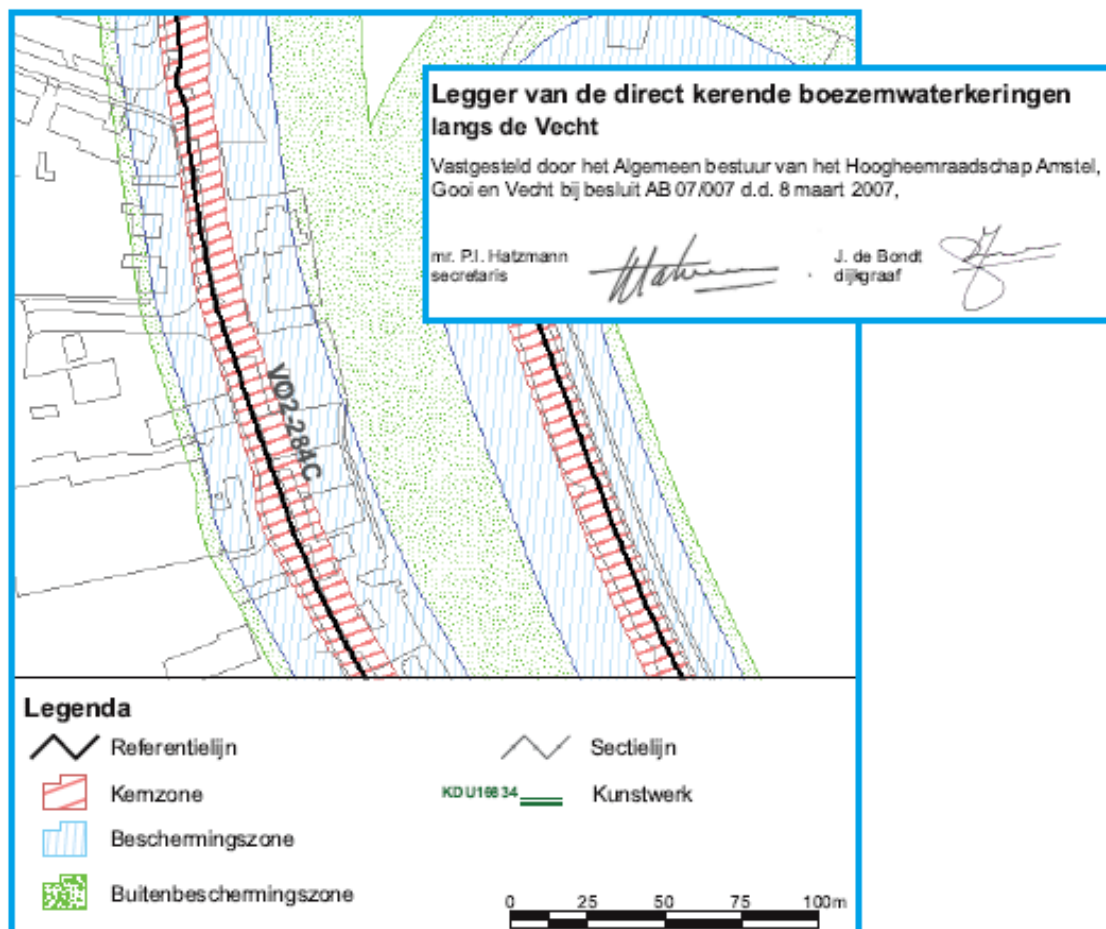 Legger van de direct kerende boezemwaterkeringen
langs de Vecht
Vastgesteld door het Algemeen bestuur van het Hoogheemraadschap Amstel,
Gooi en Vecht bij besluit AB 07/007 d.d. 8 maart 2007,
mr. P.I. Hatzmann
secretaris
J. de Bondt
dijkgraaf
V02-284C
Legenda
Referentielijn
Sectielijn
Kernzone
KDU16834
Kunstwerk
Beschermingszone
Buitenbeschermingszone
0 25 50 75 100m